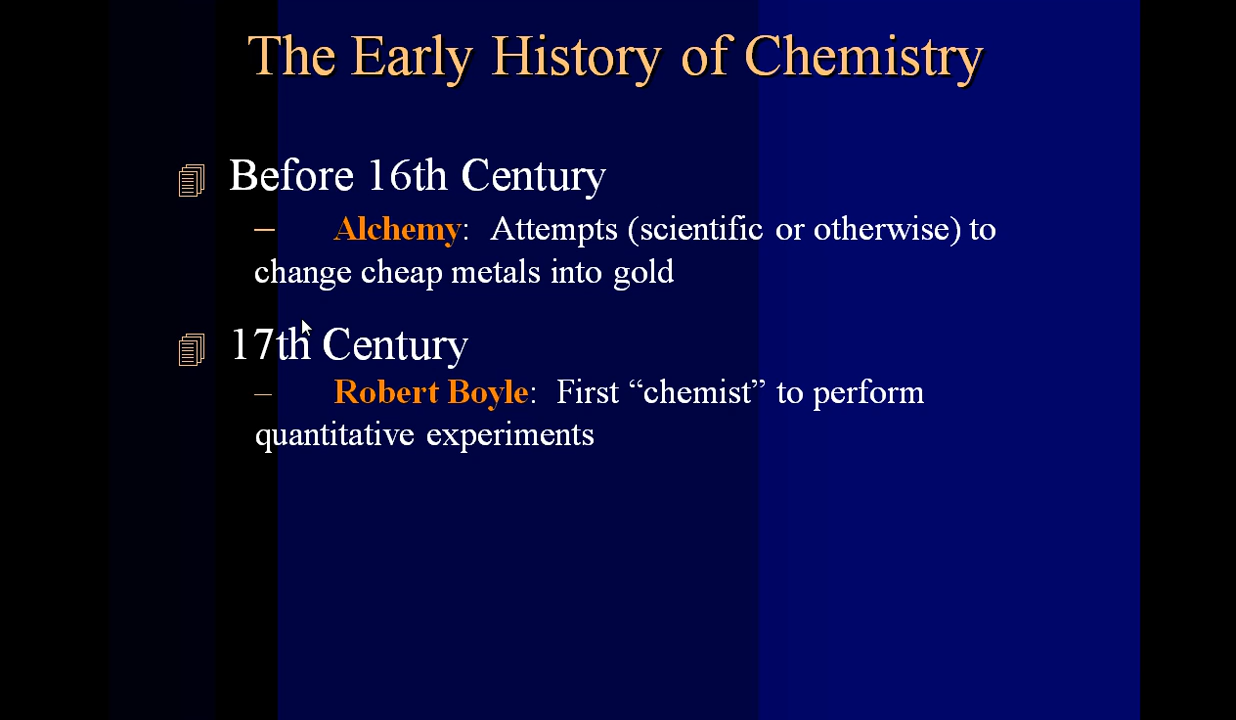 The Early History of Chemistry
Before 16th Century
– Alchemy: Attempts (scientific or otherwise) to
change cheap metals into gold
17th Century
– Robert Boyle: First “chemist” to perform
quantitative experiments